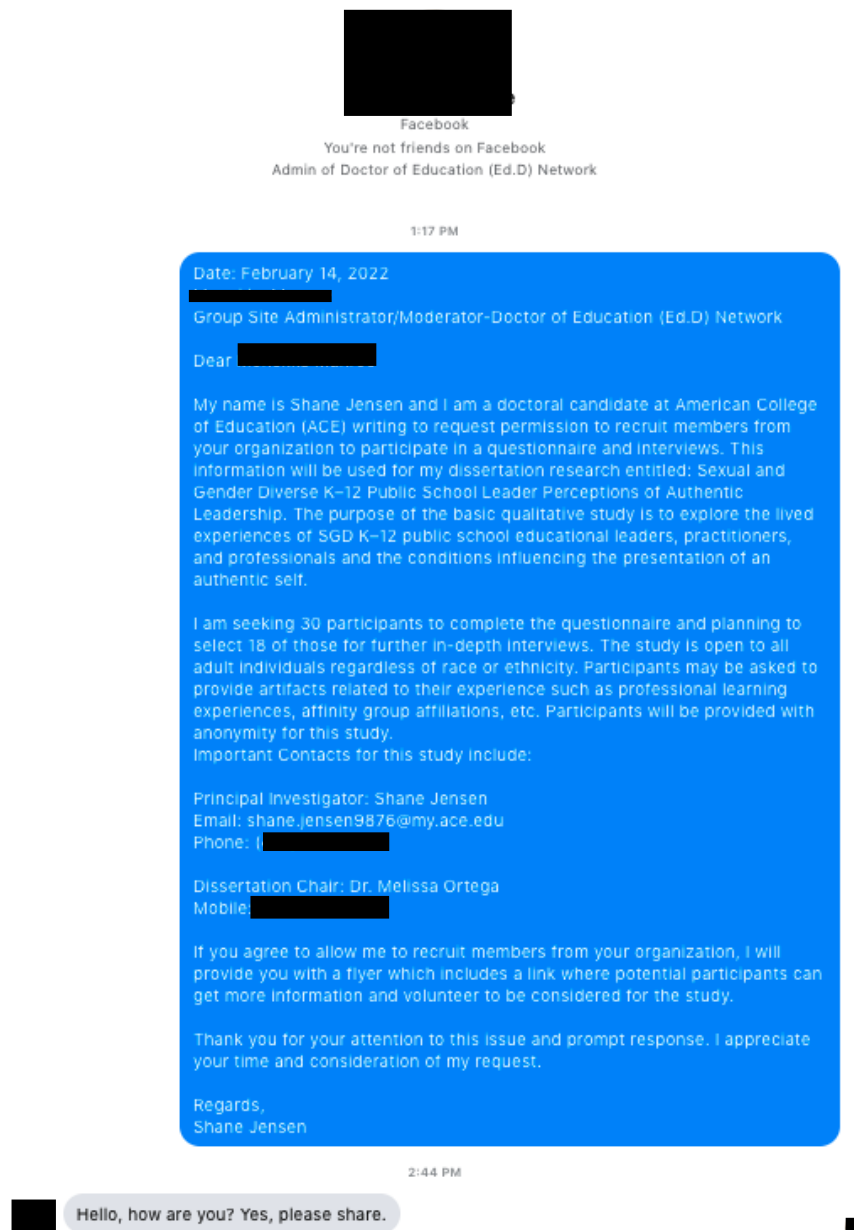 Facebook
You're not friends on Facebook
Admin of Doctor of Education (Ed.D) Network
1:17 PM
Date: February 14, 2022
Group Site Administrator/Moderator-Doctor of Education (Ed.D) Network
Dear
My name is Shane Jensen and I am a doctoral candidate at American College
of Education (ACE) writing to request permission to recruit members from
your organization to participate in a questionnaire and interviews. This
information will be used for my dissertation research entitled: Sexual and
Gender Diverse K–12 Public School Leader Perceptions of Authentic
Leadership. The purpose of the basic qualitative study is to explore the lived
experiences of SGD K–12 public school educational leaders, practitioners,
and professionals and the conditions influencing the presentation of an
authentic self.
I am seeking 30 participants to complete the questionnaire and planning to
select 18 of those for further in-depth interviews. The study is open to all
adult individuals regardless of race or ethnicity. Participants may be asked to
provide artifacts related to their experience such as professional learning
experiences, affinity group affiliations, etc. Participants will be provided with
anonymity for this study.
Important Contacts for this study include:
Principal Investigator: Shane Jensen
Email: shane.jensen9876@my.ace.edu
Phone: (
Dissertation Chair: Dr. Melissa Ortega
Mobile:
If you agree to allow me to recruit members from your organization, I will
provide you with a flyer which includes a link where potential participants can
get more information and volunteer to be considered for the study.
Thank you for your attention to this issue and prompt response. I appreciate
your time and consideration of my request.
Regards,
Shane Jensen
2:44 PM
Hello, how are you? Yes, please share.